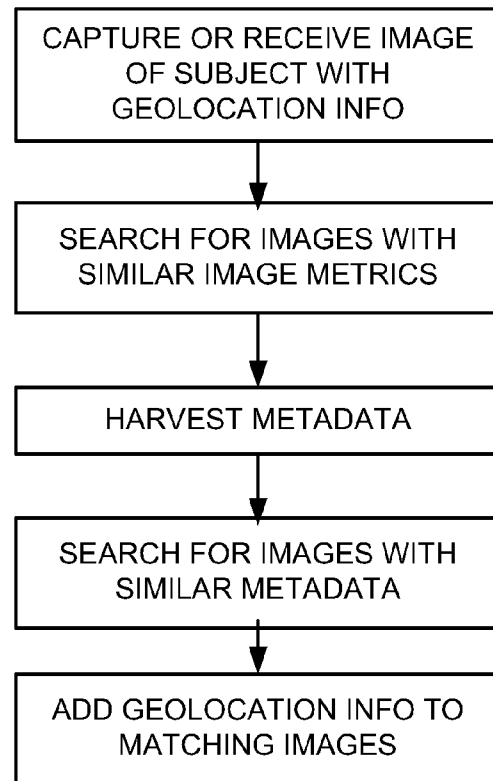 CAPTURE OR RECEIVE IMAGE
OF SUBJECT WITH
GEOLOCATION INFO
SEARCH FOR IMAGES WITH
SIMILAR IMAGE METRICS
HARVEST METADATA
SEARCH FOR IMAGES WITH
SIMILAR METADATA
ADD GEOLOCATION INFO TO
MATCHING IMAGES